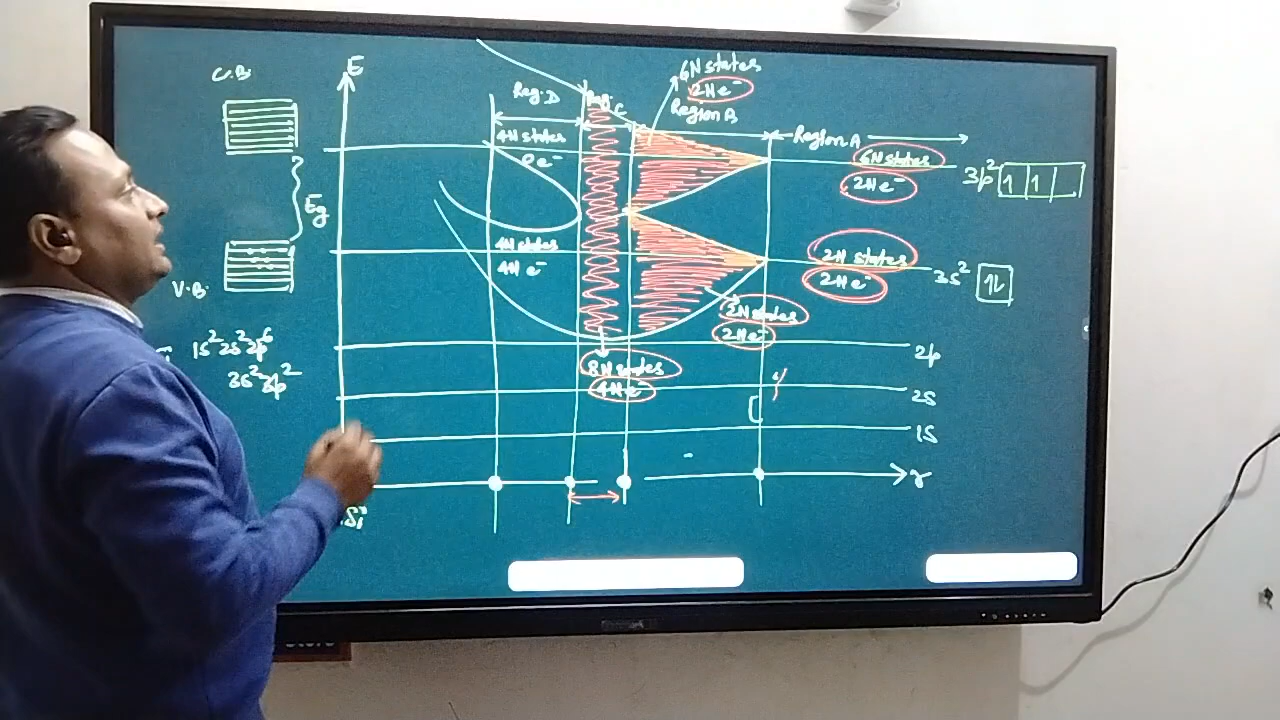 C.B.
E
Reg. D
Reg. C
6N states
2N e⁻
Region B
Region A
4N states
0 e⁻
6N states
2N e⁻
3p² 1 1
Eg
4N states
4N e⁻
2N states
2N e⁻
3s² 1L
V.B.
2N states
2N e⁻
1s² 2s² 2p⁶
3s² 3p²
8N states
4N e⁻
2p
2s
1s
r
Si